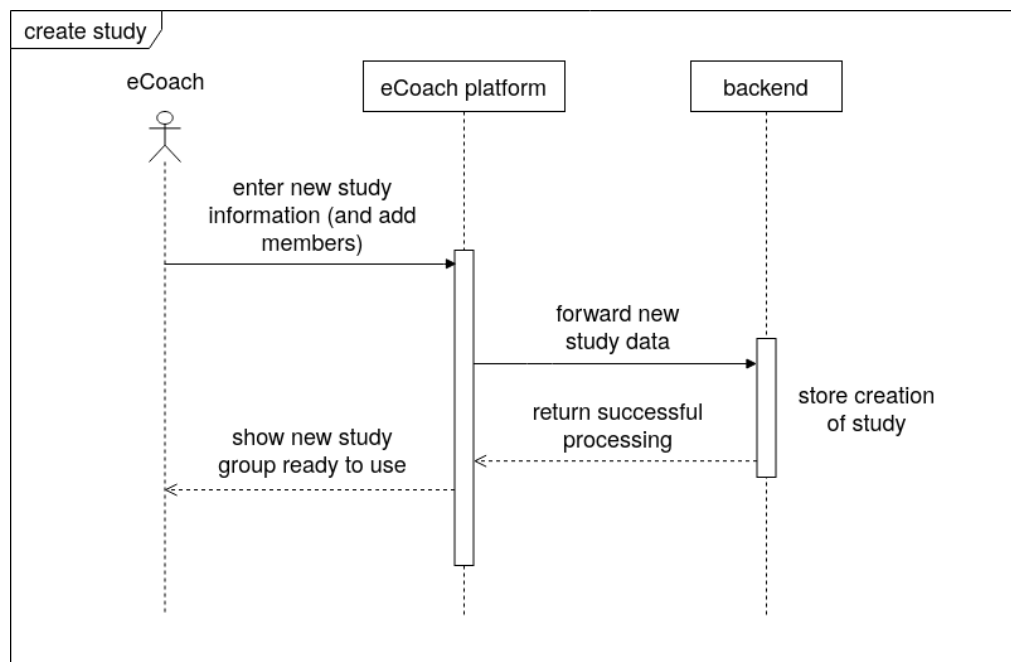 create study
eCoach
eCoach platform
backend
enter new study
information (and add
members)
forward new
study data
store creation
of study
return successful
processing
show new study
group ready to use